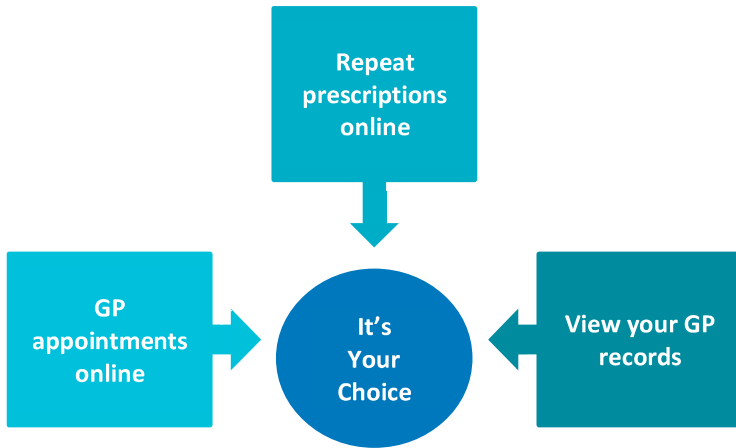 Repeat
prescriptions
online
GP
appointments
online
It’s
Your
Choice
View your GP
records